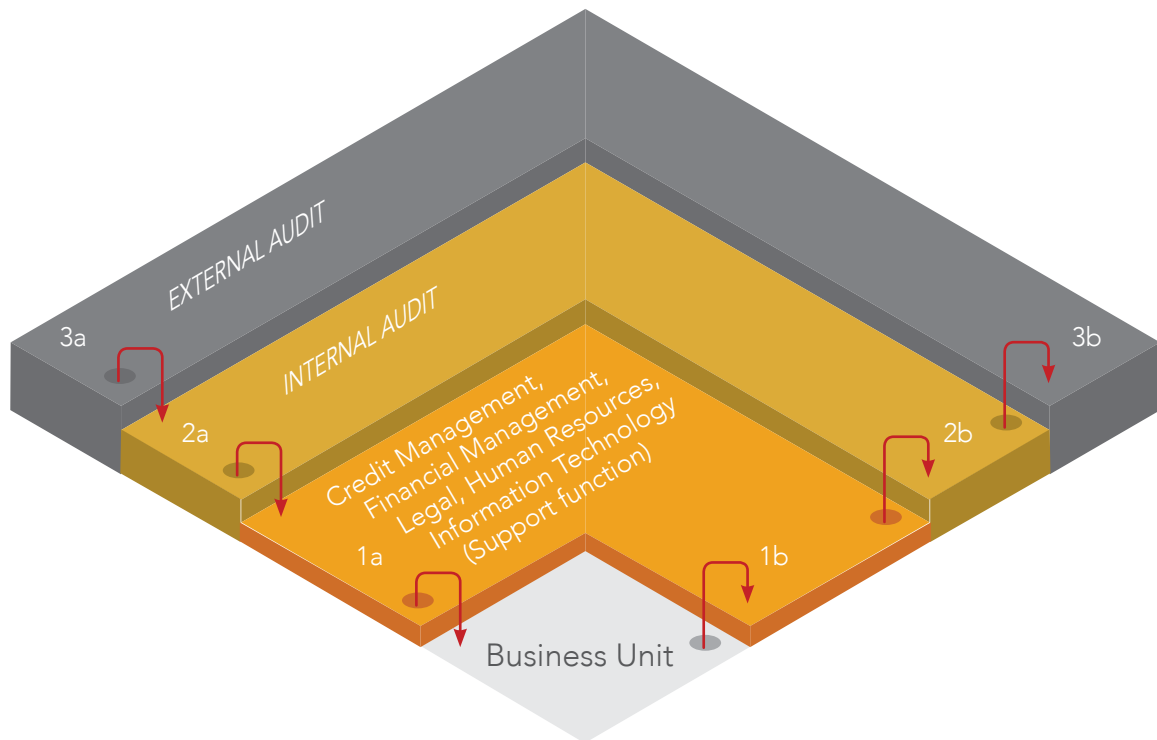 EXTERNAL AUDIT
3a
3b
INTERNAL AUDIT
2a
2b
Credit Management,
Financial Management,
Legal, Human Resources,
Information Technology
(Support function)
1a
1b
Business Unit